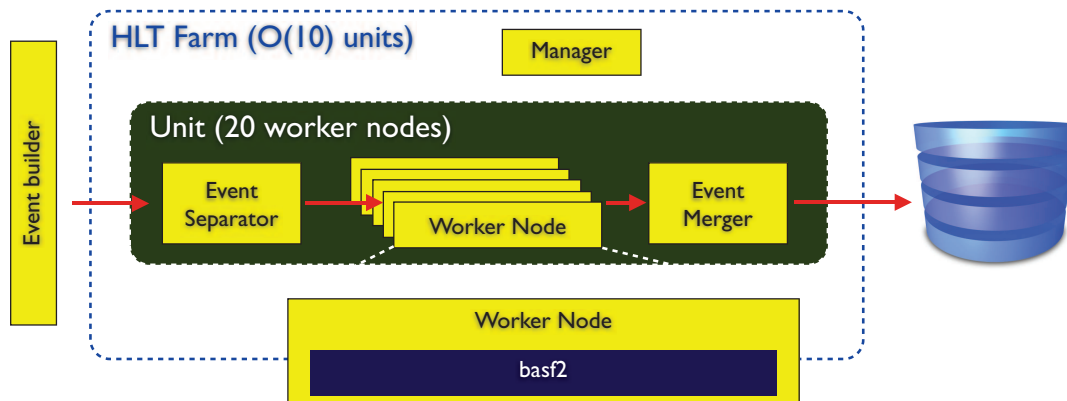 HLT Farm (O(10) units)
Manager
Event builder
Unit (20 worker nodes)
Event
Separator
Worker Node
Event
Merger
Worker Node
basf2